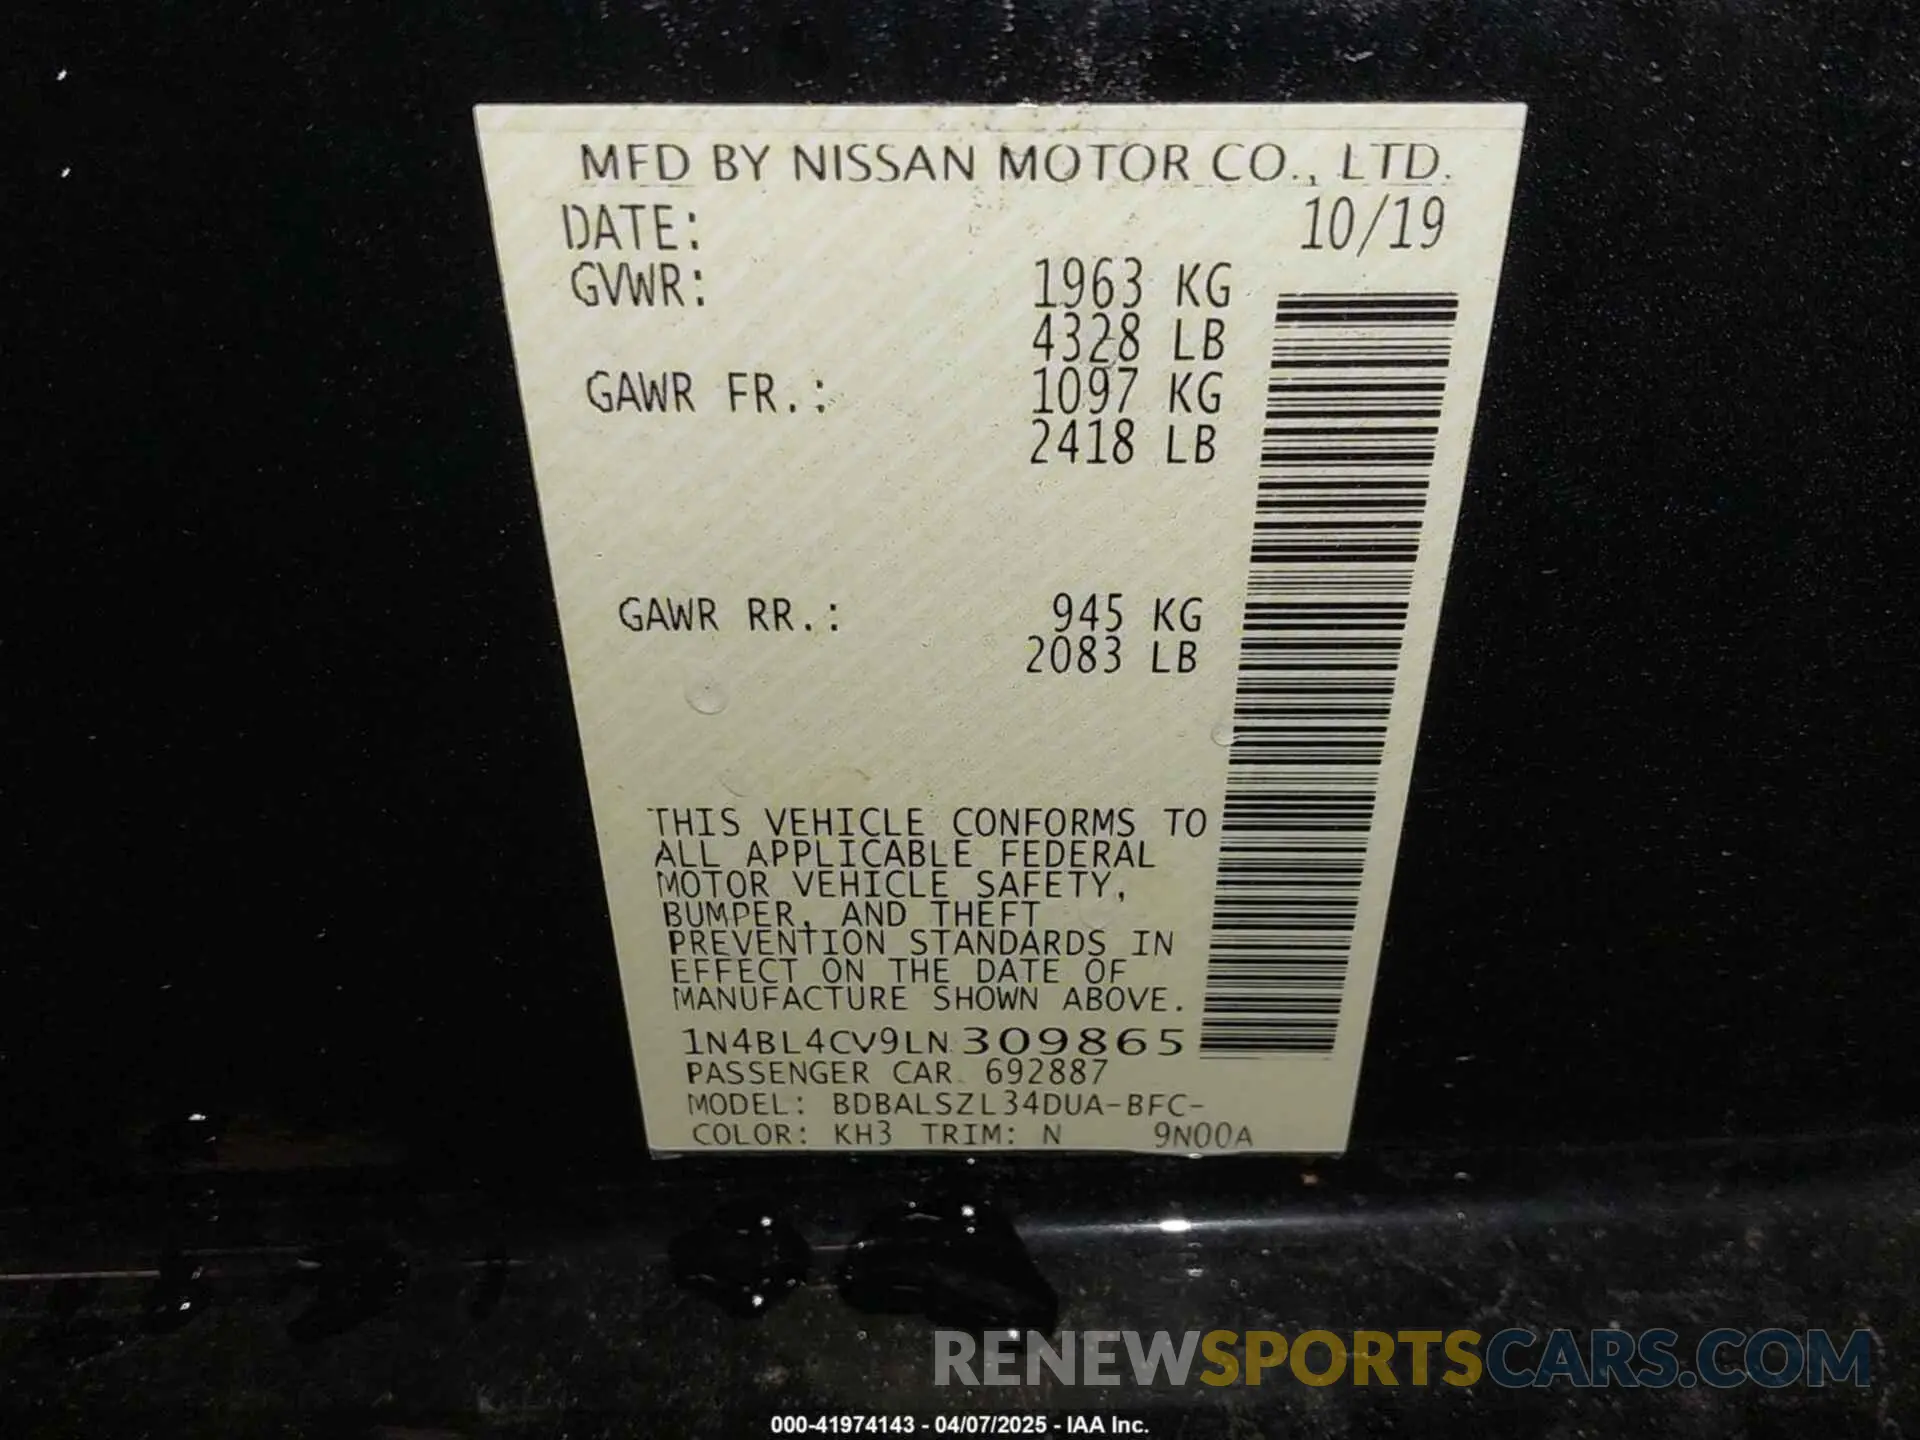 MFD BY NISSAN MOTOR CO., LTD.
DATE: 10/19
GVWR: 1963 KG
4328 LB
GAWR FR.: 1097 KG
2418 LB
GAWR RR.: 945 KG
2083 LB
THIS VEHICLE CONFORMS TO
ALL APPLICABLE FEDERAL
MOTOR VEHICLE SAFETY,
BUMPER, AND THEFT
PREVENTION STANDARDS IN
EFFECT ON THE DATE OF
MANUFACTURE SHOWN ABOVE.
1N4BL4CV9LN309865
PASSENGER CAR 692887
MODEL: BDBALSZL34DUA-BFC-
COLOR: KH3 TRIM: N 9N00A
RENEWSPORTSCARS.COM
000-41974143 - 04/07/2025 - IAA Inc.